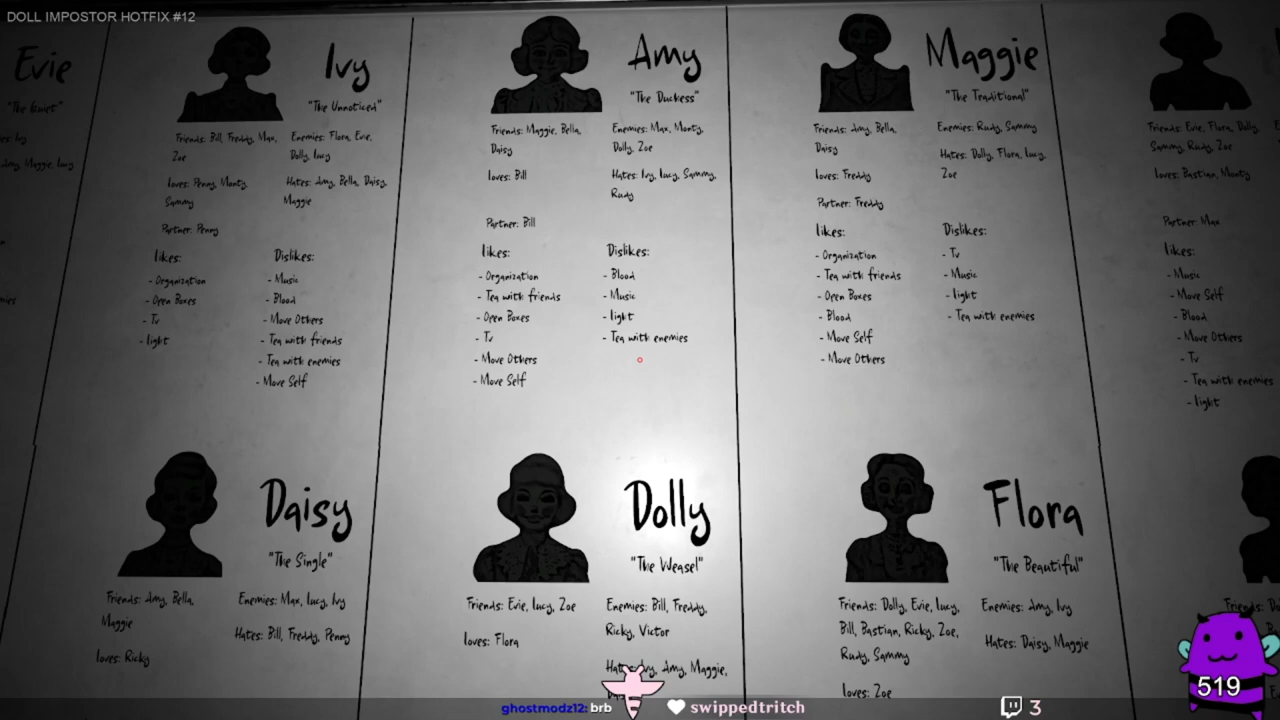 DOLL IMPOSTOR HOTFIX #12
Evie
Ivy
"The Unnoticed"
Friends: Bill, Freddy, Max,
Zoe
Enemies: Flora, Evie,
Dolly, Lucy
Loves: Penny, Monty,
Sammy
Hates: Amy, Bella, Daisy,
Maggie
Partner: Penny
Likes:
- Organization
- Open Boxes
- Tv
- Light
Dislikes:
- Music
- Blood
- Move Others
- Tea with friends
- Tea with enemies
- Move Self
Amy
"The Duchess"
Friends: Maggie, Bella,
Daisy
Enemies: Max, Monty,
Dolly, Zoe
Loves: Bill
Hates: Ivy, Lucy, Sammy,
Rudy
Partner: Bill
Likes:
- Organization
- Tea with friends
- Open Boxes
- Tv
- Move Others
- Move Self
Dislikes:
- Blood
- Music
- Light
- Tea with enemies
Maggie
"The Traditional"
Friends: Amy, Bella,
Daisy
Enemies: Rudy, Sammy
Hates: Dolly, Flora, Lucy,
Zoe
Loves: Freddy
Partner: Freddy
Likes:
- Organization
- Tea with friends
- Open Boxes
- Blood
- Move Self
- Move Others
Dislikes:
- Tv
- Music
- Light
- Tea with enemies
Friends: Evie, Flora, Dolly,
Sammy, Rudy, Zoe
Loves: Bastian, Monty
Partner: Max
Likes:
- Music
- Move Self
- Blood
- Move Others
- Tv
- Tea with enemies
- Light
Daisy
"The Single"
Friends: Amy, Bella,
Maggie
Enemies: Max, Lucy, Ivy
Hates: Bill, Freddy, Penny
Loves: Ricky
Dolly
"The Weasel"
Friends: Evie, Lucy, Zoe
Enemies: Bill, Freddy,
Ricky, Victor
Loves: Flora
Hates: Ivy, Amy, Maggie,
Flora
"The Beautiful"
Friends: Dolly, Evie, Lucy,
Bill, Bastian, Ricky, Zoe,
Rudy, Sammy
Enemies: Amy, Ivy
Hates: Daisy, Maggie
Loves: Zoe
519
ghostmodz12: brb
swippedtritch
3